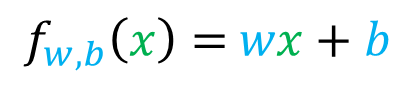 f_{w,b}(x) = wx + b